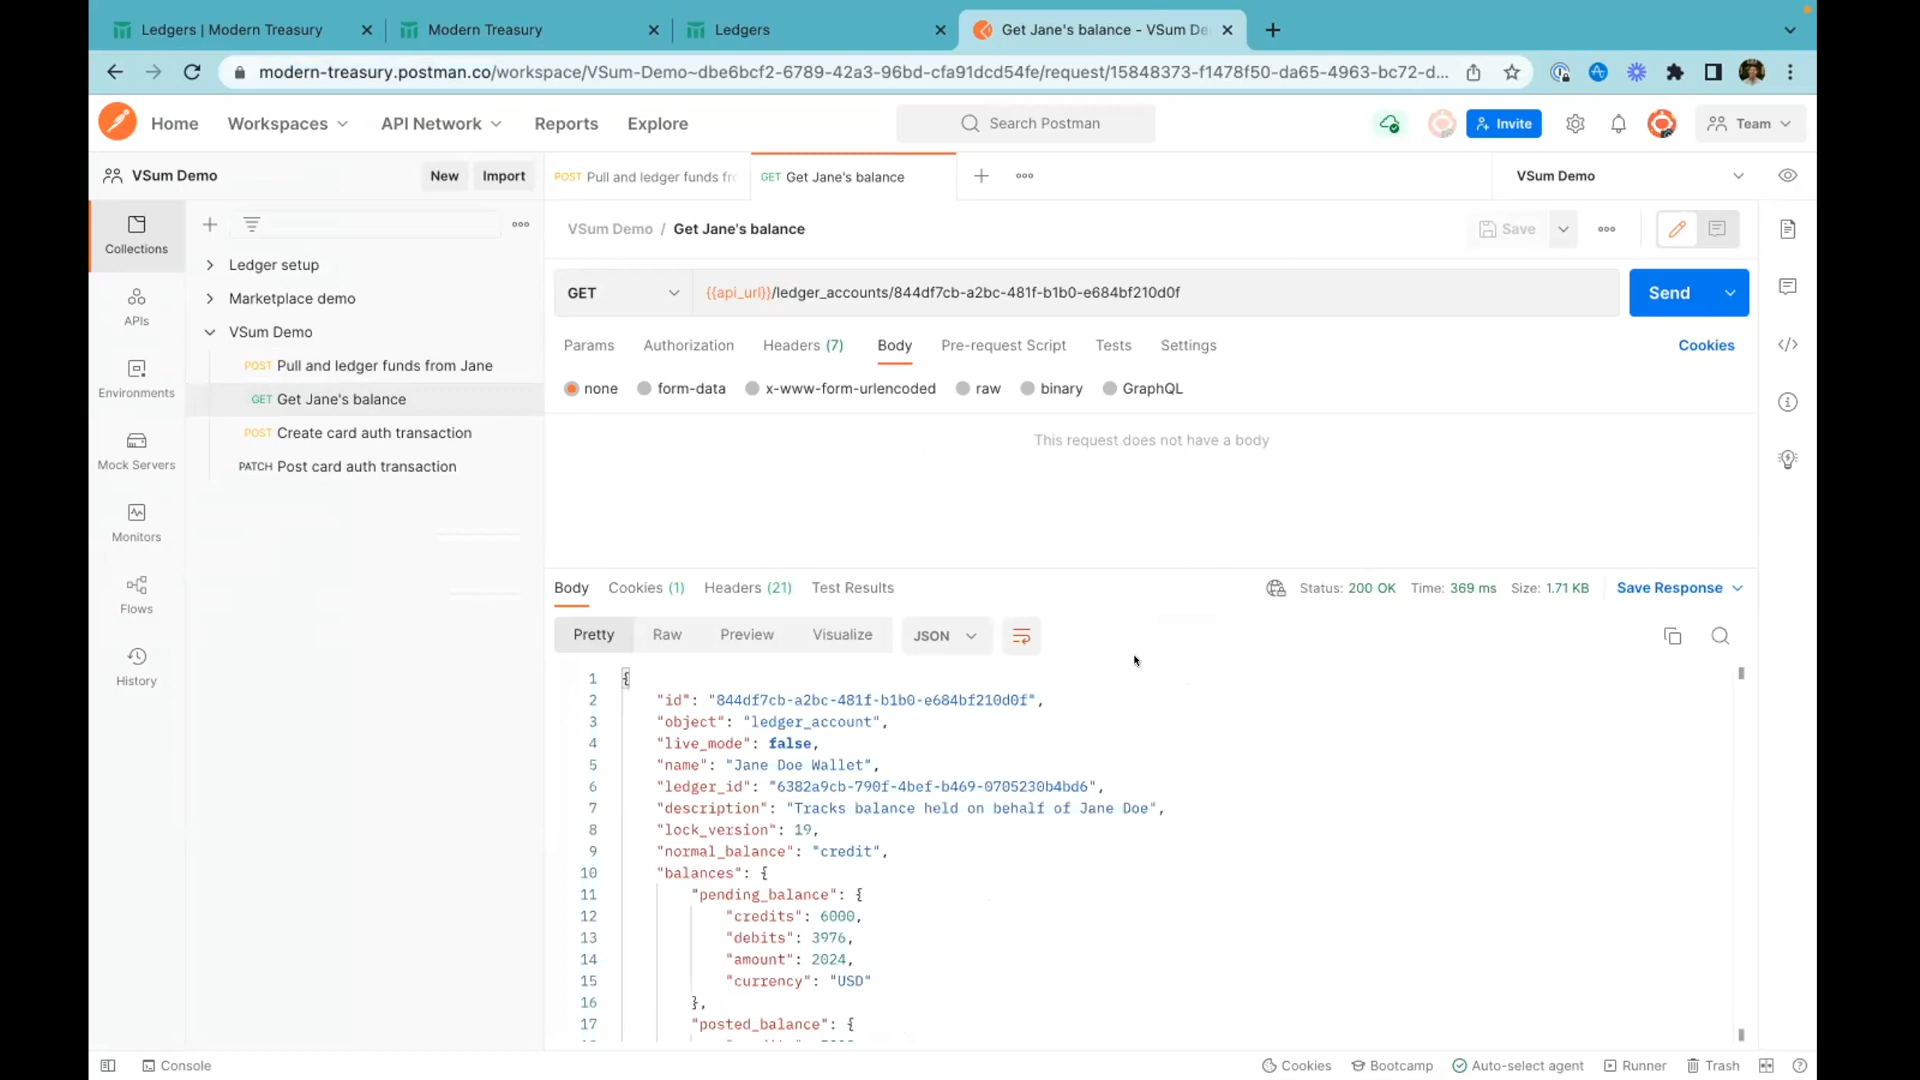 Ledgers | Modern Treasury
Modern Treasury
Ledgers
Get Jane's balance - VSum De
modern-treasury.postman.co/workspace/VSum-Demo~dbe6bcf2-6789-42a3-96bd-cfa91dcd54fe/request/15848373-f1478f50-da65-4963-bc72-d...
Home
Workspaces
API Network
Reports
Explore
Search Postman
Invite
Team
VSum Demo
New
Import
POST Pull and ledger funds fr
GET Get Jane's balance
VSum Demo
Collections
APIs
Environments
Mock Servers
Monitors
Flows
History
Ledger setup
Marketplace demo
VSum Demo
POST Pull and ledger funds from Jane
GET Get Jane's balance
POST Create card auth transaction
PATCH Post card auth transaction
VSum Demo / Get Jane's balance
Save
GET
{{api_url}}/ledger_accounts/844df7cb-a2bc-481f-b1b0-e684bf210d0f
Send
Params
Authorization
Headers (7)
Body
Pre-request Script
Tests
Settings
Cookies
none
form-data
x-www-form-urlencoded
raw
binary
GraphQL
This request does not have a body
Body
Cookies (1)
Headers (21)
Test Results
Status: 200 OK
Time: 369 ms
Size: 1.71 KB
Save Response
Pretty
Raw
Preview
Visualize
JSON
1 {
2 "id": "844df7cb-a2bc-481f-b1b0-e684bf210d0f",
3 "object": "ledger_account",
4 "live_mode": false,
5 "name": "Jane Doe Wallet",
6 "ledger_id": "6382a9cb-790f-4bef-b469-0705230b4bd6",
7 "description": "Tracks balance held on behalf of Jane Doe",
8 "lock_version": 19,
9 "normal_balance": "credit",
10 "balances": {
11 "pending_balance": {
12 "credits": 6000,
13 "debits": 3976,
14 "amount": 2024,
15 "currency": "USD"
16 },
17 "posted_balance": {
Console
Cookies
Bootcamp
Auto-select agent
Runner
Trash